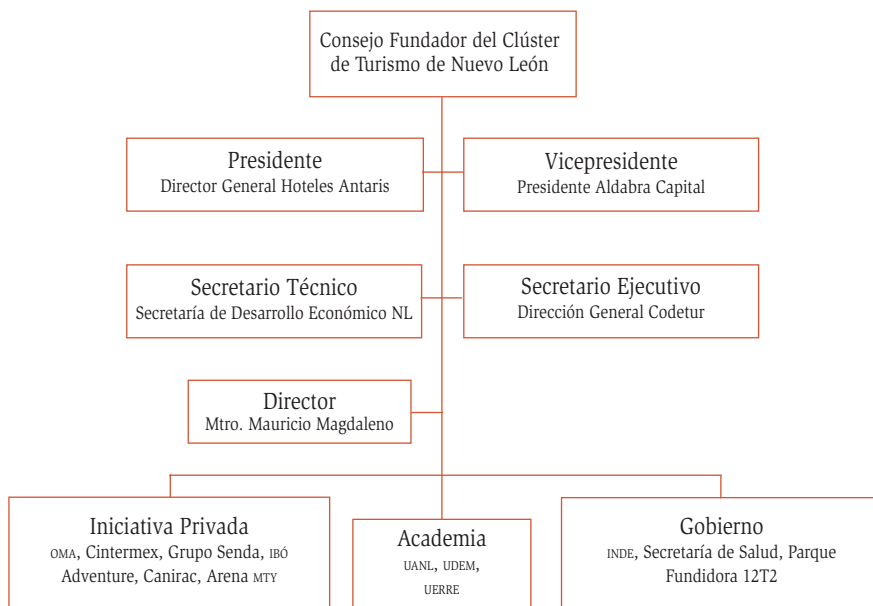 Consejo Fundador del Clúster
de Turismo de Nuevo León
Presidente
Director General Hoteles Antaris
Vicepresidente
Presidente Aldabra Capital
Secretario Técnico
Secretaría de Desarrollo Económico NL
Secretario Ejecutivo
Dirección General Codetur
Director
Mtro. Mauricio Magdaleno
Iniciativa Privada
OMA, Cintermex, Grupo Senda, IBÓ
Adventure, Canirac, Arena MTY
Academia
UANL, UDEM,
UERRE
Gobierno
INDE, Secretaría de Salud, Parque
Fundidora 12T2